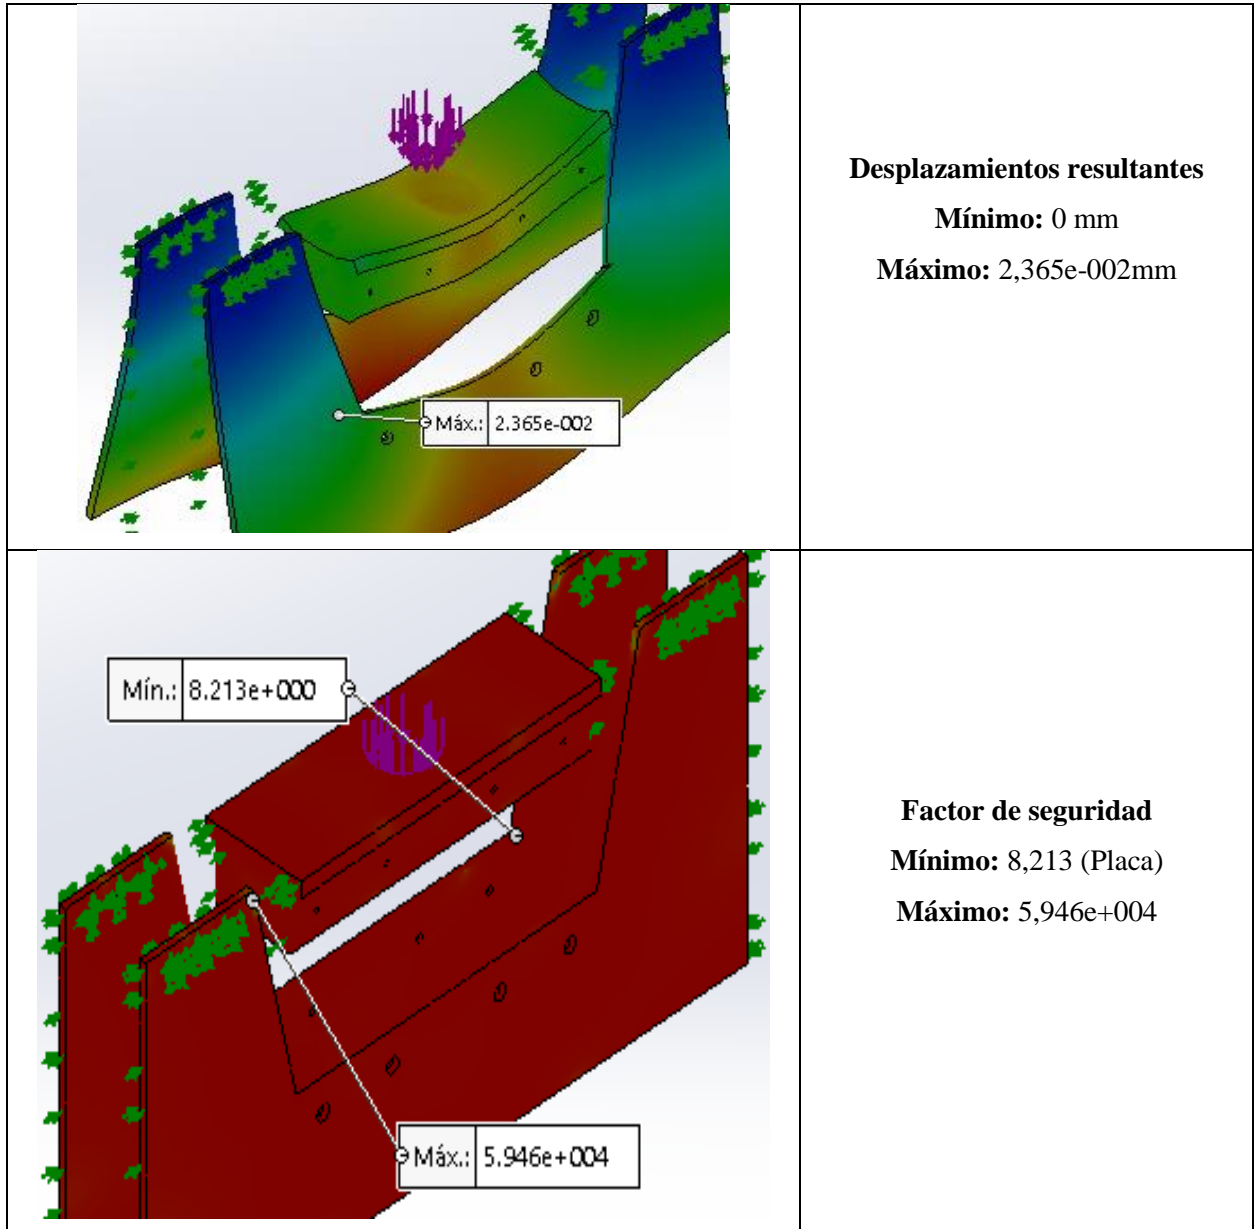 Máx.: 2.365e-002
Desplazamientos resultantes
Mínimo: 0 mm
Máximo: 2,365e-002mm
Mín.: 8.213e+000
Máx.: 5.946e+004
Factor de seguridad
Mínimo: 8,213 (Placa)
Máximo: 5,946e+004